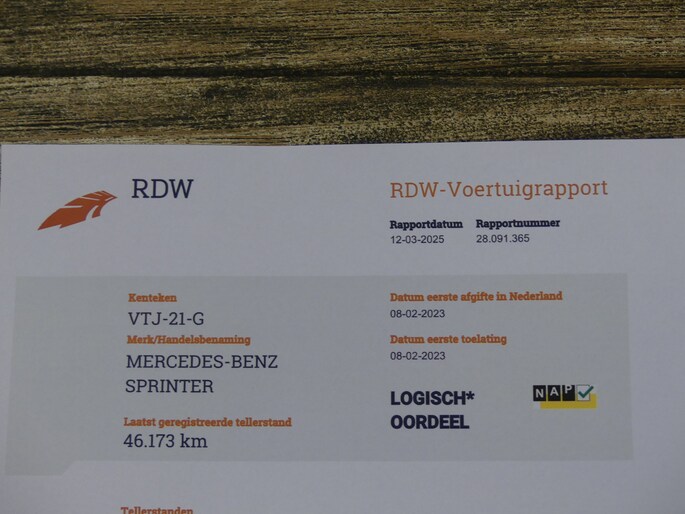 RDW
RDW-Voertuigrapport
Rapportdatum Rapportnummer
12-03-2025 28.091.365
Kenteken
VTJ-21-G
Merk/Handelsbenaming
MERCEDES-BENZ
SPRINTER
Laatst geregistreerde tellerstand
46.173 km
Datum eerste afgifte in Nederland
08-02-2023
Datum eerste toelating
08-02-2023
LOGISCH*
OORDEEL
NAP
Tellerstanden